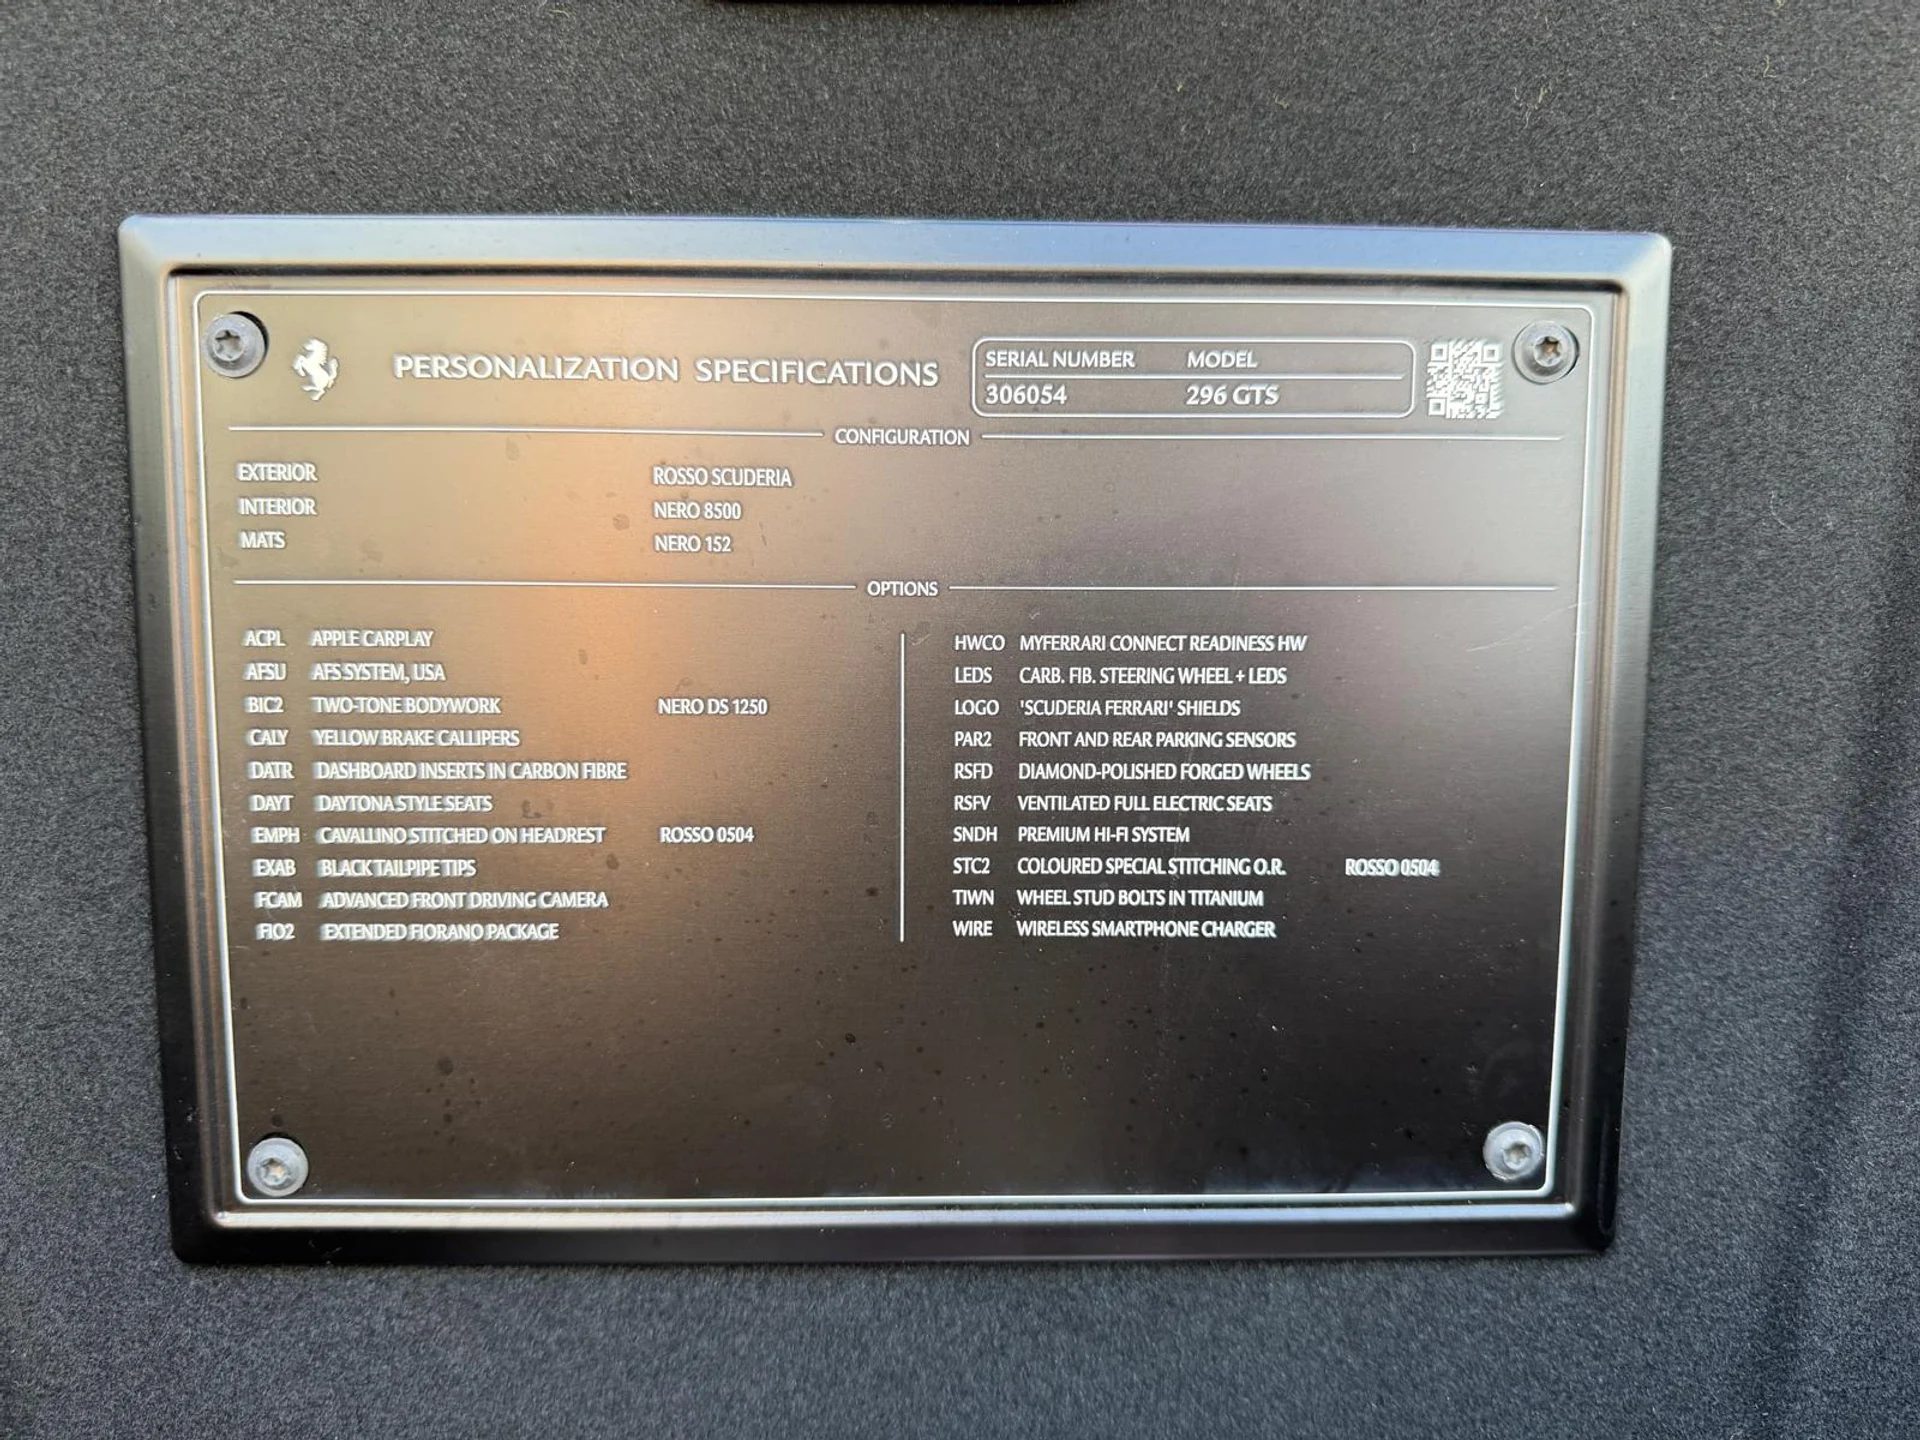 PERSONALIZATION SPECIFICATIONS
SERIAL NUMBER MODEL
306054 296 GTS
CONFIGURATION
EXTERIOR ROSSO SCUDERIA
INTERIOR NERO 8500
MATS NERO 152
OPTIONS
ACPL APPLE CARPLAY
AFSU AFS SYSTEM, USA
BIC2 TWO-TONE BODYWORK NERO DS 1250
CALY YELLOW BRAKE CALLIPERS
DATR DASHBOARD INSERTS IN CARBON FIBRE
DAYT DAYTONA STYLE SEATS
EMPH CAVALLINO STITCHED ON HEADREST ROSSO 0504
EXAB BLACK TAILPIPE TIPS
FCAM ADVANCED FRONT DRIVING CAMERA
FIO2 EXTENDED FIORANO PACKAGE
HWCO MYFERRARI CONNECT READINESS HW
LEDS CARB. FIB. STEERING WHEEL + LEDS
LOGO 'SCUDERIA FERRARI' SHIELDS
PAR2 FRONT AND REAR PARKING SENSORS
RSFD DIAMOND-POLISHED FORGED WHEELS
RSFV VENTILATED FULL ELECTRIC SEATS
SNDH PREMIUM HI-FI SYSTEM
STC2 COLOURED SPECIAL STITCHING O.R. ROSSO 0504
TIWN WHEEL STUD BOLTS IN TITANIUM
WIRE WIRELESS SMARTPHONE CHARGER